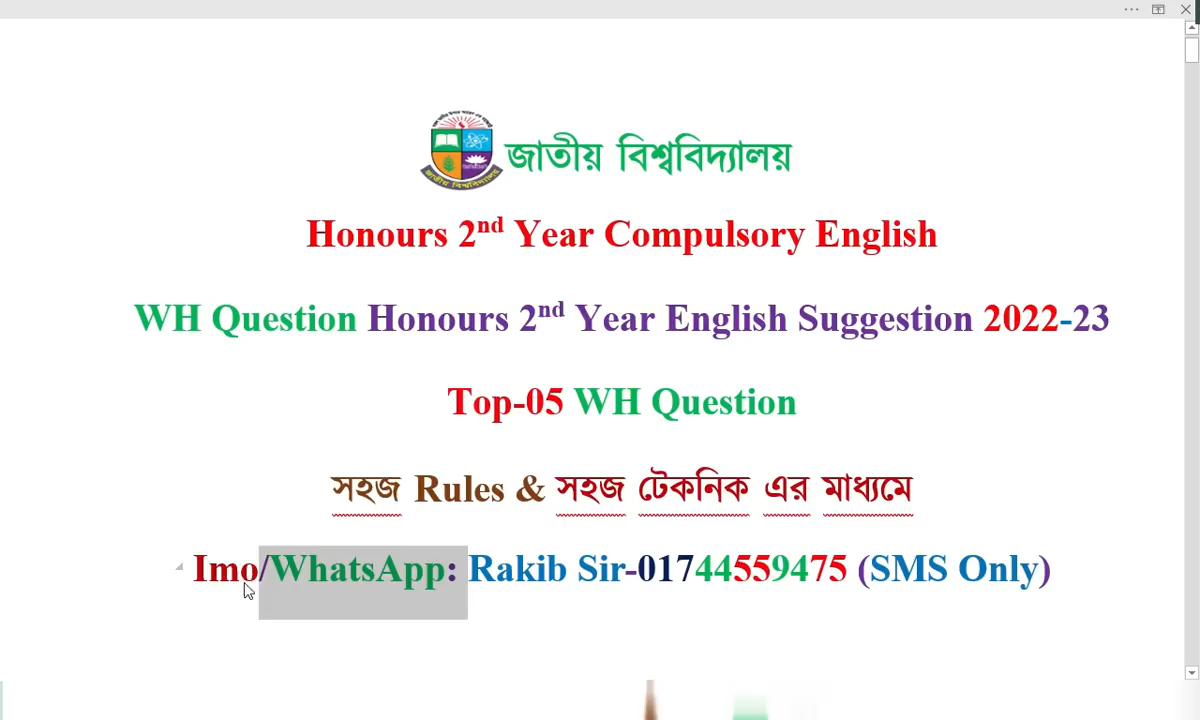 জাতীয় বিশ্ববিদ্যালয়
Honours 2nd Year Compulsory English
WH Question Honours 2nd Year English Suggestion 2022-23
Top-05 WH Question
সহজ Rules & সহজ টেকনিক এর মাধ্যমে
Imo/WhatsApp: Rakib Sir-01744559475 (SMS Only)